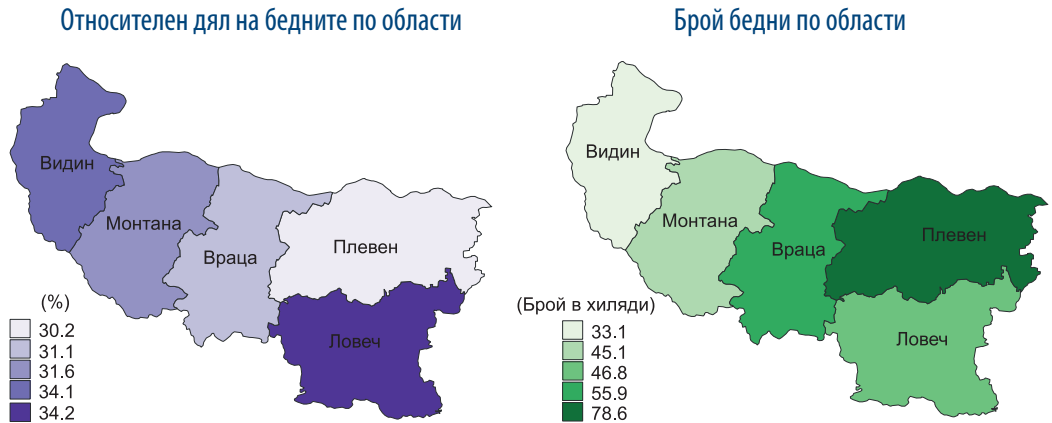 Относителен дял на бедните по области
Видин
Монтана
Враца
Плевен
Ловеч
(%)
30.2
31.1
31.6
34.1
34.2
Брой бедни по области
Видин
Монтана
Враца
Плевен
Ловеч
(Брой в хиляди)
33.1
45.1
46.8
55.9
78.6